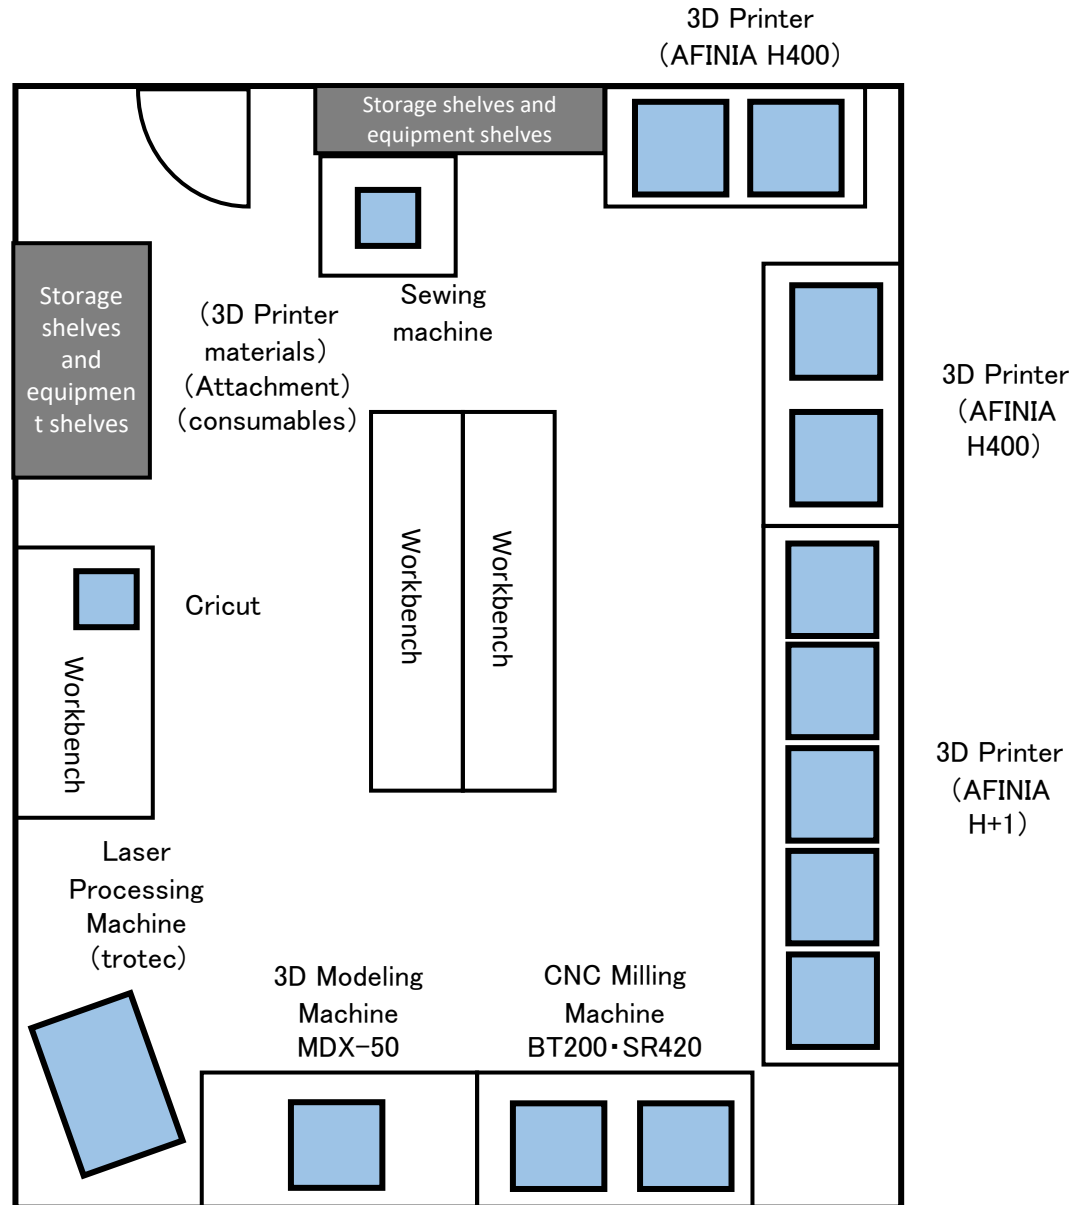 3D Printer
（AFINIA H400）
Storage shelves and
equipment shelves
Storage
shelves
and
equipmen
t shelves
（3D Printer
materials）
（Attachment）
（consumables）
Sewing
machine
3D Printer
（AFINIA
H400）
Workbench
Workbench
Cricut
Workbench
3D Printer
（AFINIA
H+1）
Laser
Processing
Machine
（trotec）
3D Modeling
Machine
MDX-50
CNC Milling
Machine
BT200・SR420